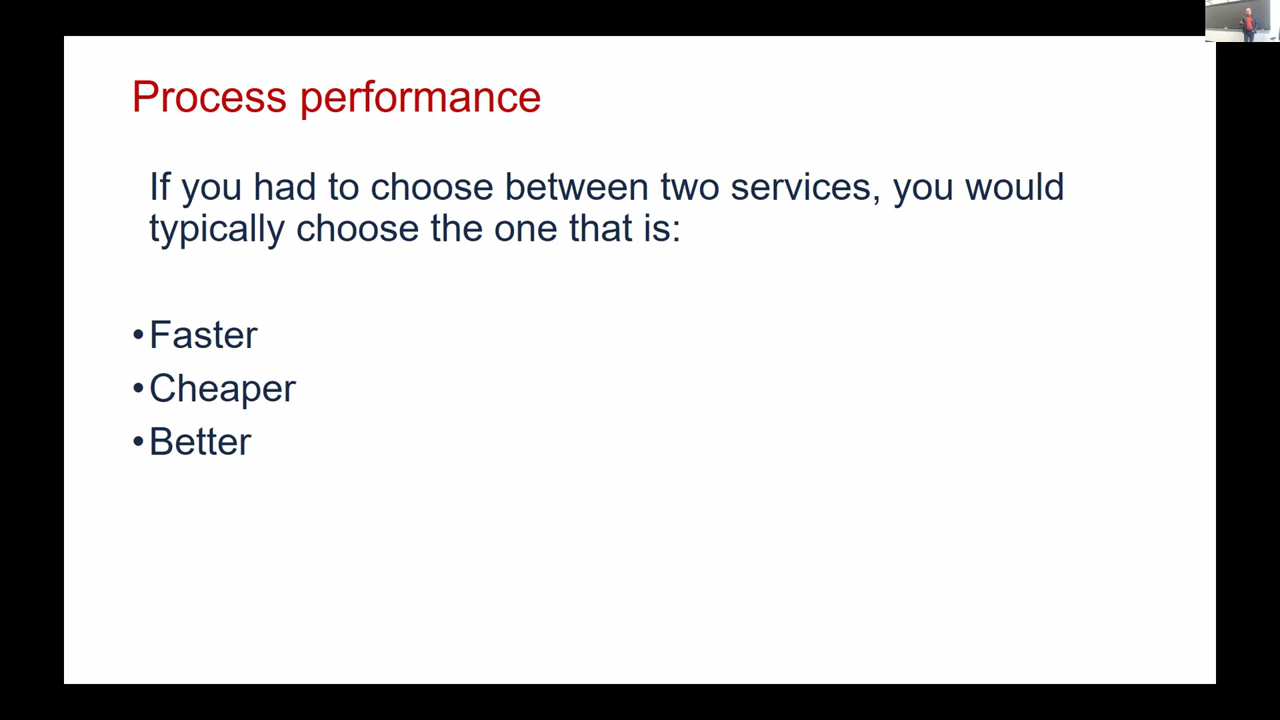 Process performance
If you had to choose between two services, you would
typically choose the one that is:
•Faster
•Cheaper
•Better